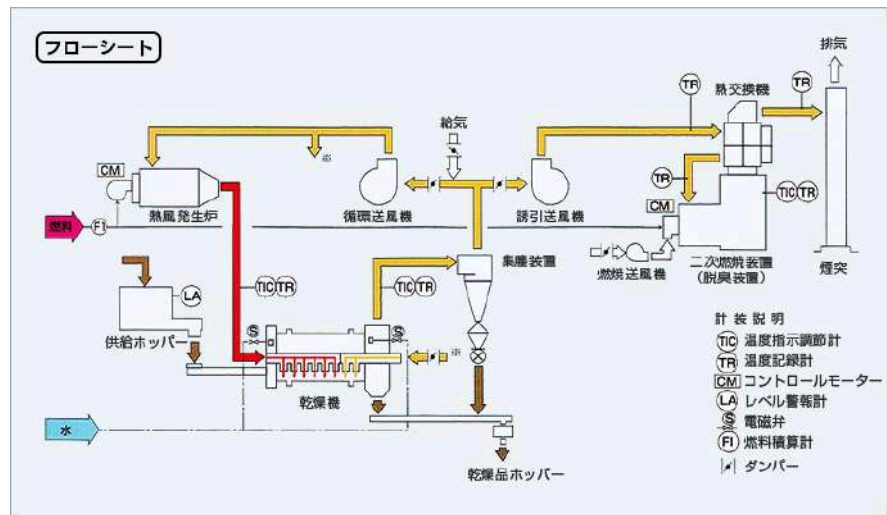 フローシート
排気
熱交換機
TR
TR
給気
※
CM
TR
熱風発生炉
循環送風機
誘引送風機
CM
TIC TR
燃料
FI
集塵装置
燃焼送風機
二次燃焼装置
(脱臭装置)
煙突
LA
TIC TR
TIC TR
供給ホッパー
S
S
※
乾燥機
水
乾燥品ホッパー
計装説明
TIC 温度指示調節計
TR 温度記録計
CM コントロールモーター
LA レベル警報計
S 電磁弁
FI 燃料積算計
ダンパー